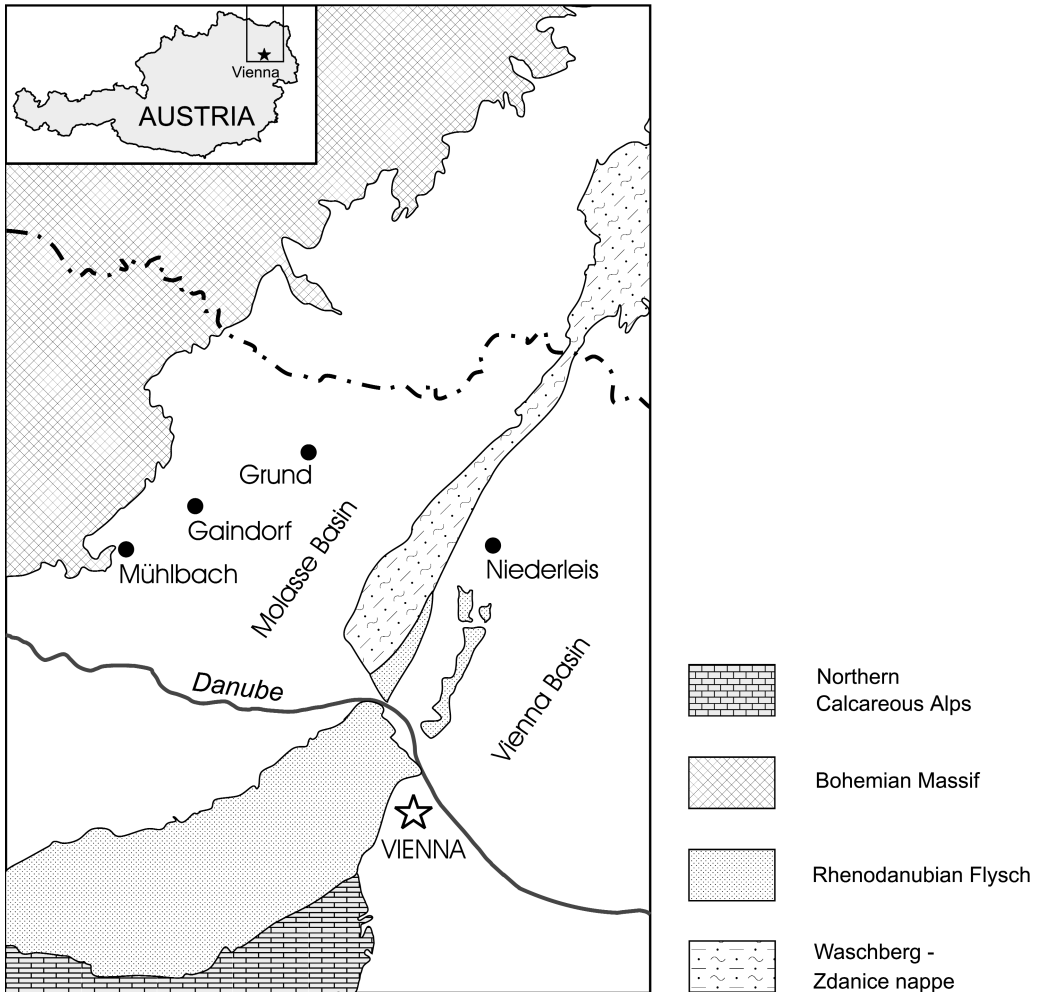 Vienna
AUSTRIA
Grund
Gaindorf
Mühlbach
Molasse Basin
Niederleis
Danube
Vienna Basin
VIENNA
Northern
Calcareous Alps
Bohemian Massif
Rhenodanubian Flysch
Waschberg -
Zdanice nappe